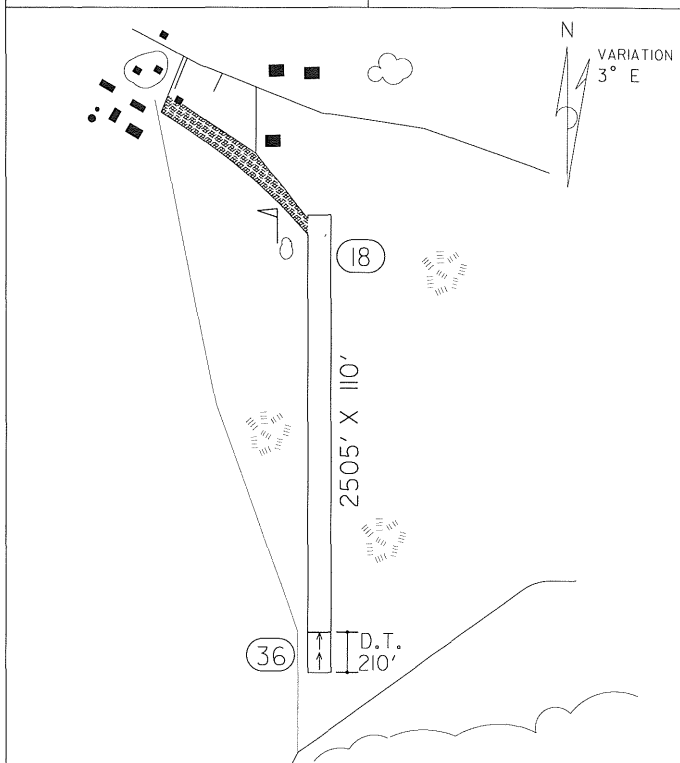 N
VARIATION
3° E
18
2505' X 110'
36
D.T.
210'